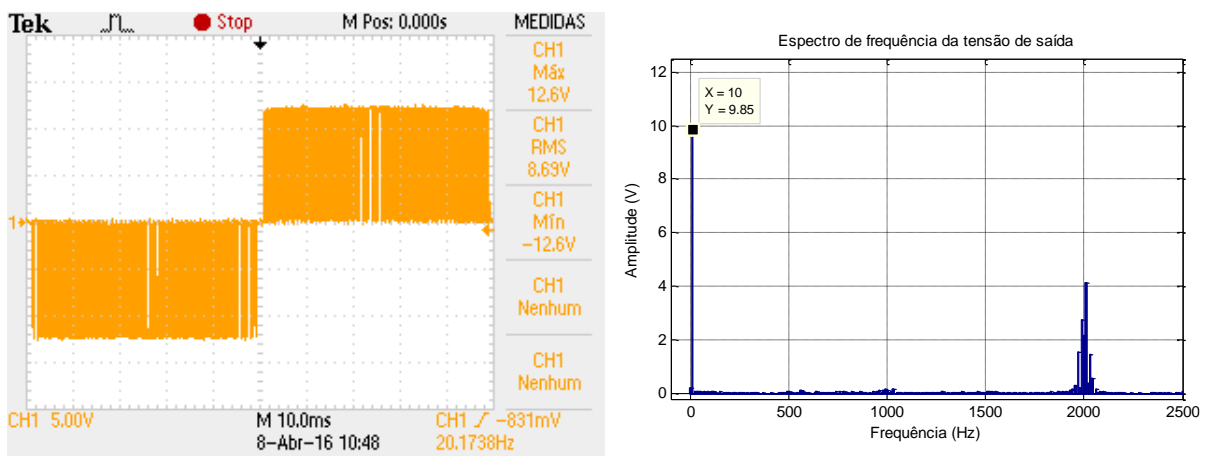 Tek Stop M Pos: 0.000s MEDIDAS
CH1
Máx
12.6V
CH1
RMS
8.69V
CH1
Mín
-12.6V
CH1
Nenhum
CH1
Nenhum
1
CH1 5.00V M 10.0ms CH1 -831mV
8-Abr-16 10:48 20.1738Hz
Espectro de frequência da tensão de saída
X = 10
Y = 9.85
12
10
8
6
4
2
0
Amplitude (V)
0 500 1000 1500 2000 2500
Frequência (Hz)